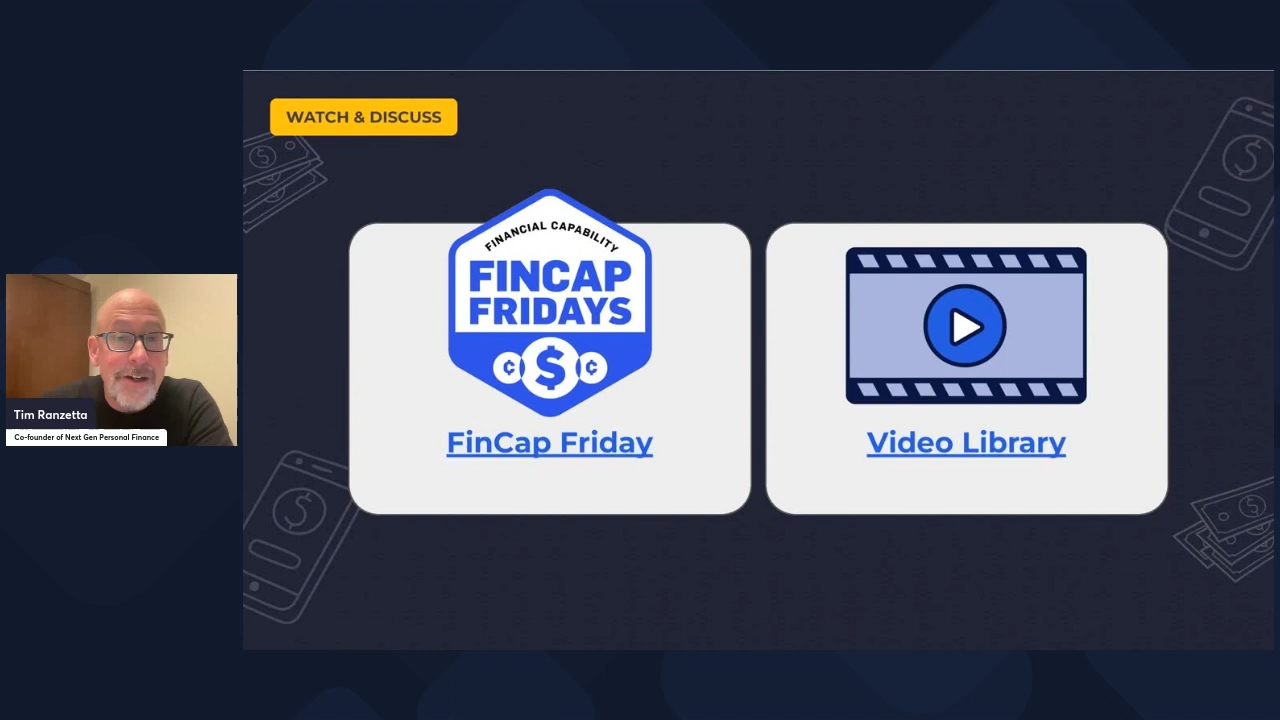 WATCH & DISCUSS
FINANCIAL CAPABILITY
FINCAP
FRIDAYS
¢ $ ¢
FinCap Friday
Video Library
Tim Ranzetta
Co-founder of Next Gen Personal Finance